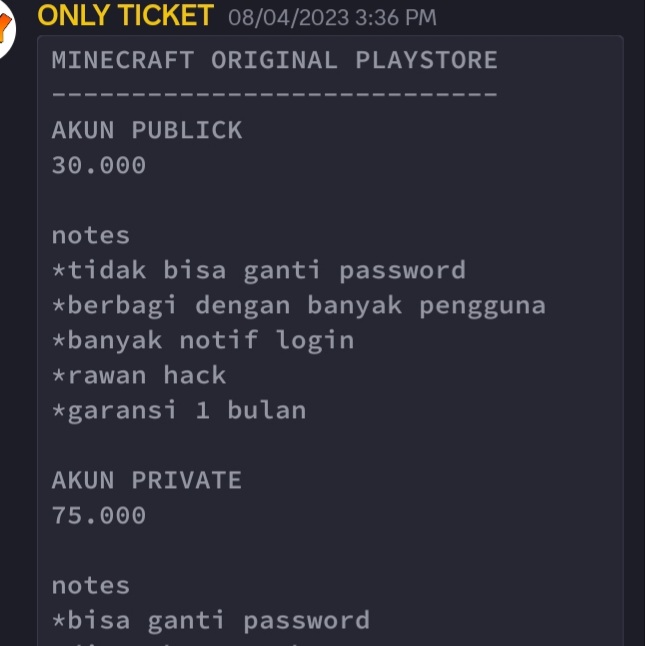 ONLY TICKET 08/04/2023 3:36 PM
MINECRAFT ORIGINAL PLAYSTORE
----------------------------
AKUN PUBLICK
30.000
notes
*tidak bisa ganti password
*berbagi dengan banyak pengguna
*banyak notif login
*rawan hack
*garansi 1 bulan
AKUN PRIVATE
75.000
notes
*bisa ganti password